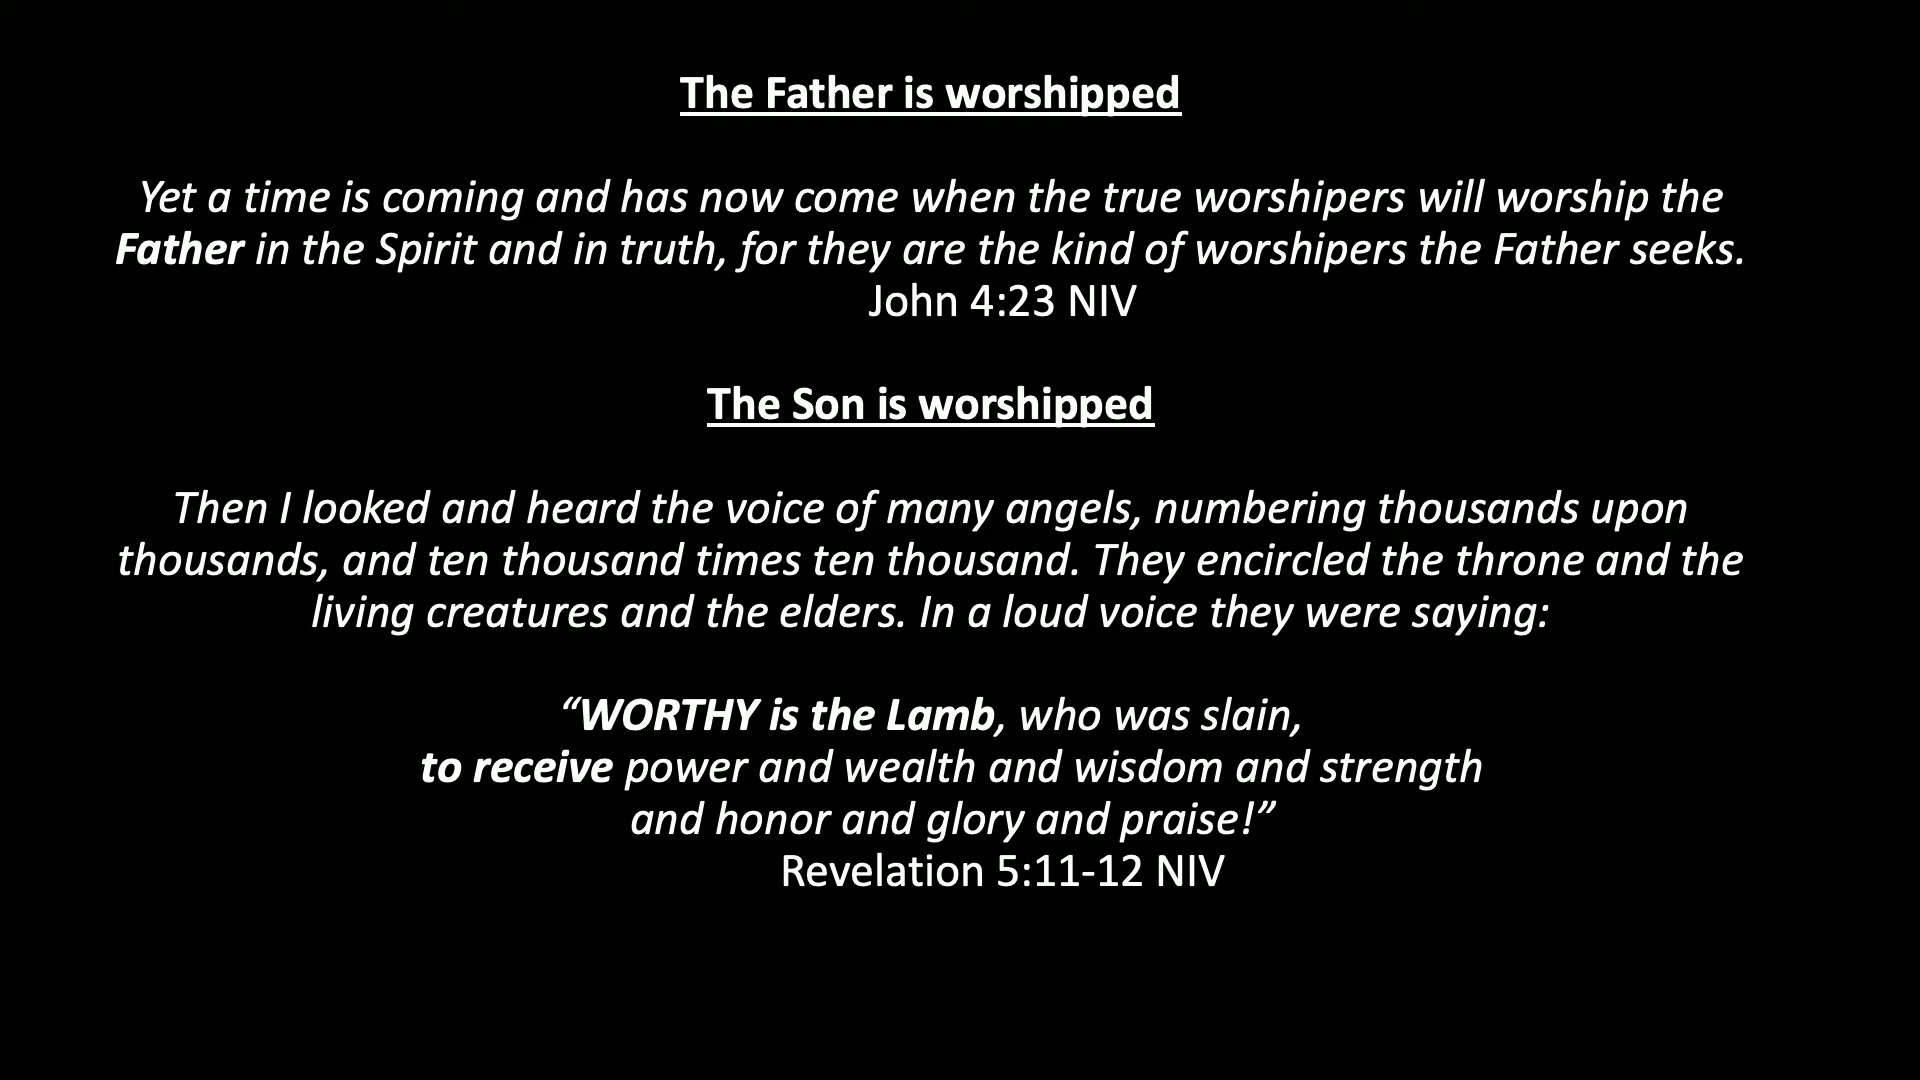 The Father is worshipped
Yet a time is coming and has now come when the true worshipers will worship the
Father in the Spirit and in truth, for they are the kind of worshipers the Father seeks.
John 4:23 NIV
The Son is worshipped
Then I looked and heard the voice of many angels, numbering thousands upon
thousands, and ten thousand times ten thousand. They encircled the throne and the
living creatures and the elders. In a loud voice they were saying:
“WORTHY is the Lamb, who was slain,
to receive power and wealth and wisdom and strength
and honor and glory and praise!”
Revelation 5:11-12 NIV